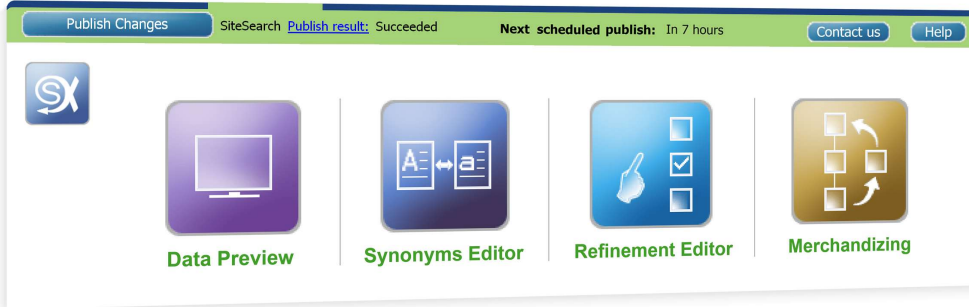 Publish Changes SiteSearch Publish result: Succeeded Next scheduled publish: In 7 hours Contact us Help
SX
A a
Data Preview Synonyms Editor Refinement Editor Merchandizing